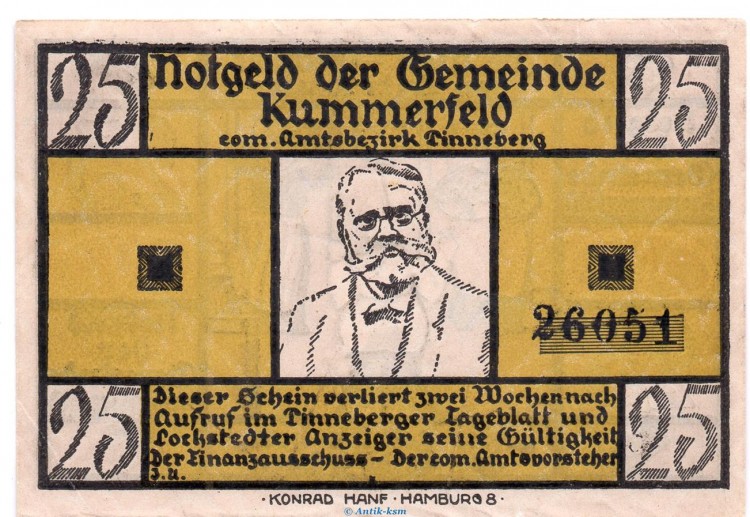 25 Notgeld der Gemeinde 25
Kummerfeld
com. Amtsbezirk Pinneberg
26051
25 Dieser Schein verliert zwei Wochen nach 25
Aufruf im Pinneberger Tageblatt und
Lockstedter Anzeiger seine Gültigkeit
Der Finanzausschuss - Der com. Amtsvorsteher
J.U.
· KONRAD HANF · HAMBURG 8 ·
© Antik-ksm